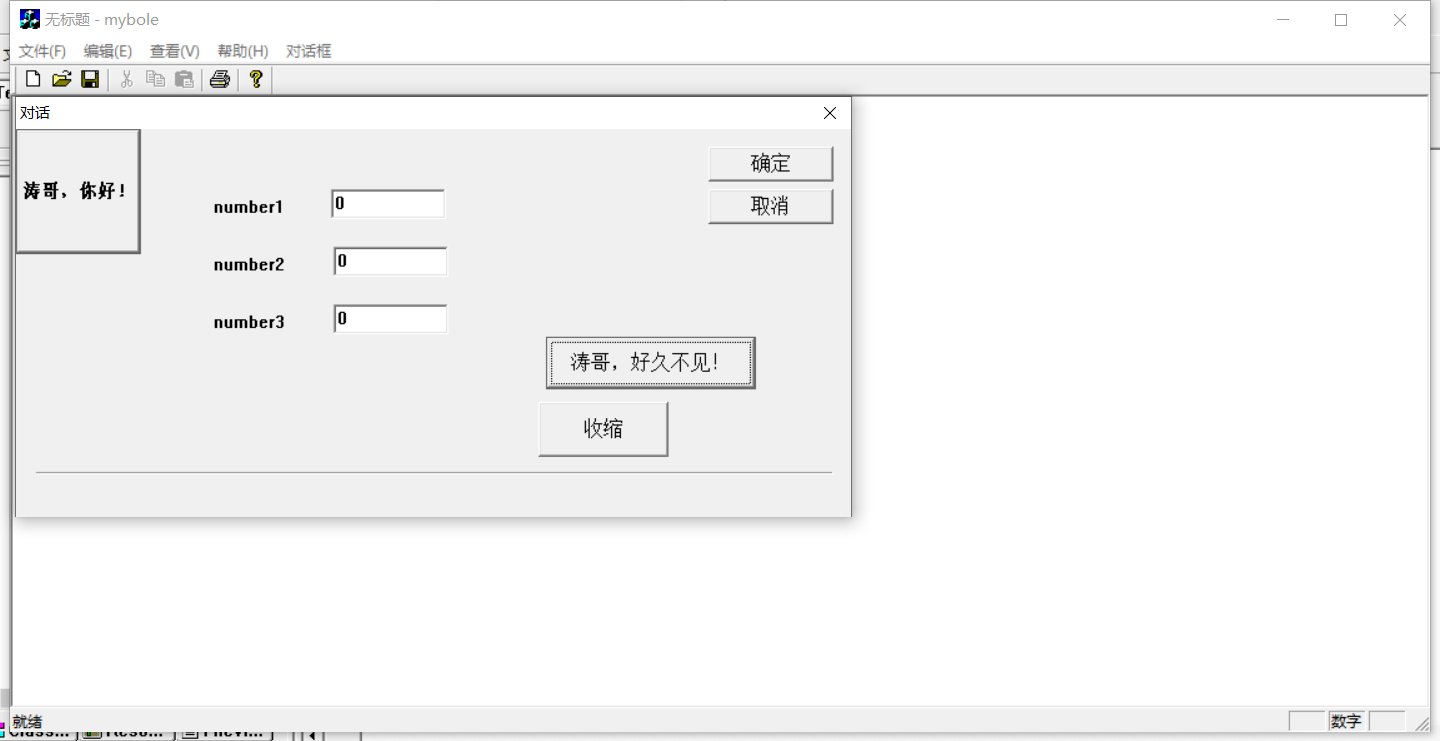 无标题 - mybole
文件(F) 编辑(E) 查看(V) 帮助(H) 对话框
对话
涛哥，你好！
确定
取消
number1 0
number2 0
number3 0
涛哥，好久不见！
收缩
就绪
数字